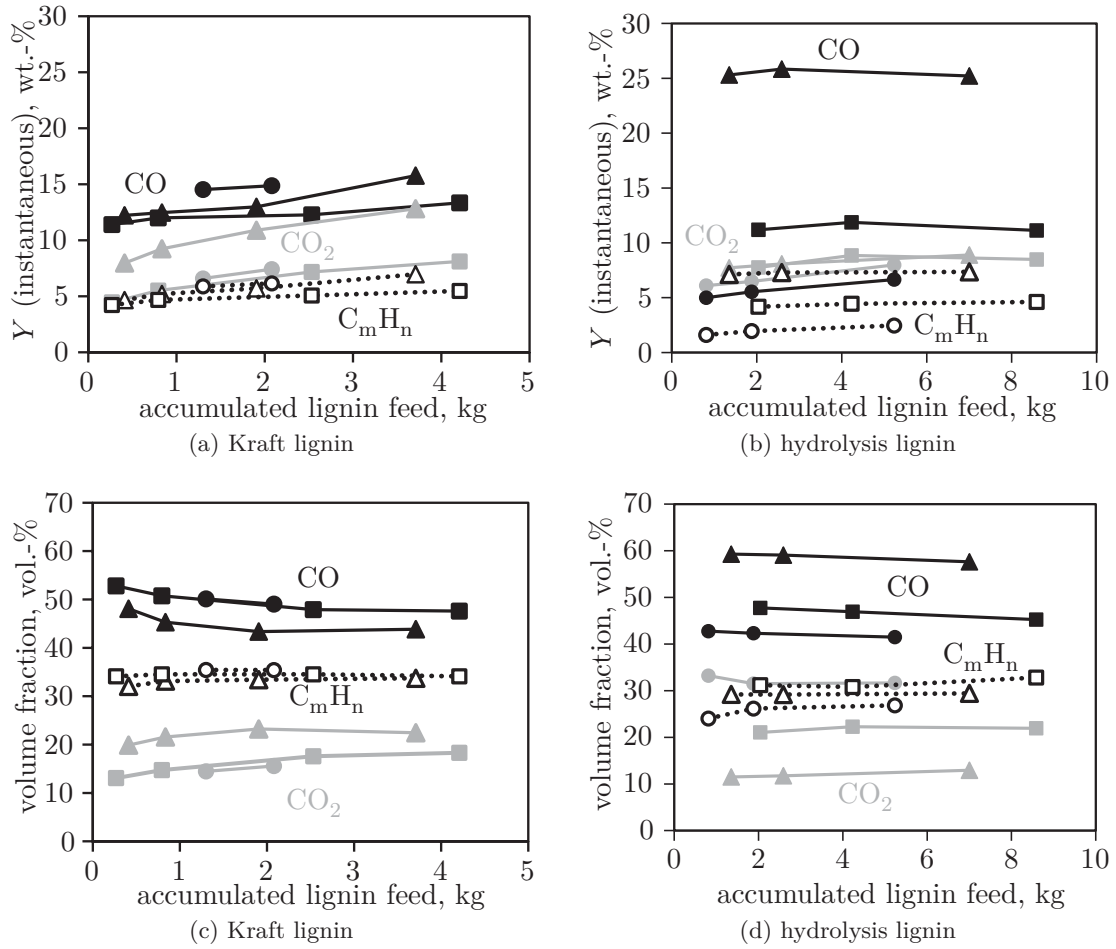 30
25
20
15
10
5
0
Y (instantaneous), wt.-%
CO
CO2
CmHn
0 1 2 3 4 5
accumulated lignin feed, kg
(a) Kraft lignin
30
25
20
15
10
5
0
Y (instantaneous), wt.-%
CO
CO2
CmHn
0 2 4 6 8 10
accumulated lignin feed, kg
(b) hydrolysis lignin
70
60
50
40
30
20
10
0
volume fraction, vol.-%
CO
CmHn
CO2
0 1 2 3 4 5
accumulated lignin feed, kg
(c) Kraft lignin
70
60
50
40
30
20
10
0
volume fraction, vol.-%
CO
CmHn
CO2
0 2 4 6 8 10
accumulated lignin feed, kg
(d) hydrolysis lignin